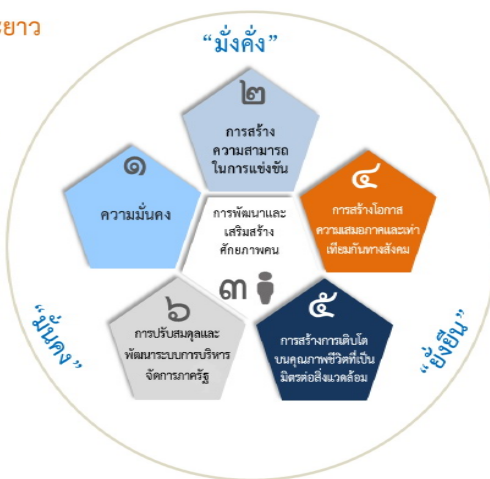 ะยาว
“มั่งคั่ง”
๒
การสร้าง
ความสามารถ
ในการแข่งขัน
๑
ความมั่นคง
การพัฒนาและ
เสริมสร้าง
ศักยภาพคน
๓
๔
การสร้างโอกาส
ความเสมอภาคและเท่า
เทียมกันทางสังคม
๖
การปรับสมดุลและ
พัฒนาระบบการบริหาร
จัดการภาครัฐ
๕
การสร้างการเติบโต
บนคุณภาพชีวิตที่เป็น
มิตรต่อสิ่งแวดล้อม
“มั่นคง”
“ยั่งยืน”